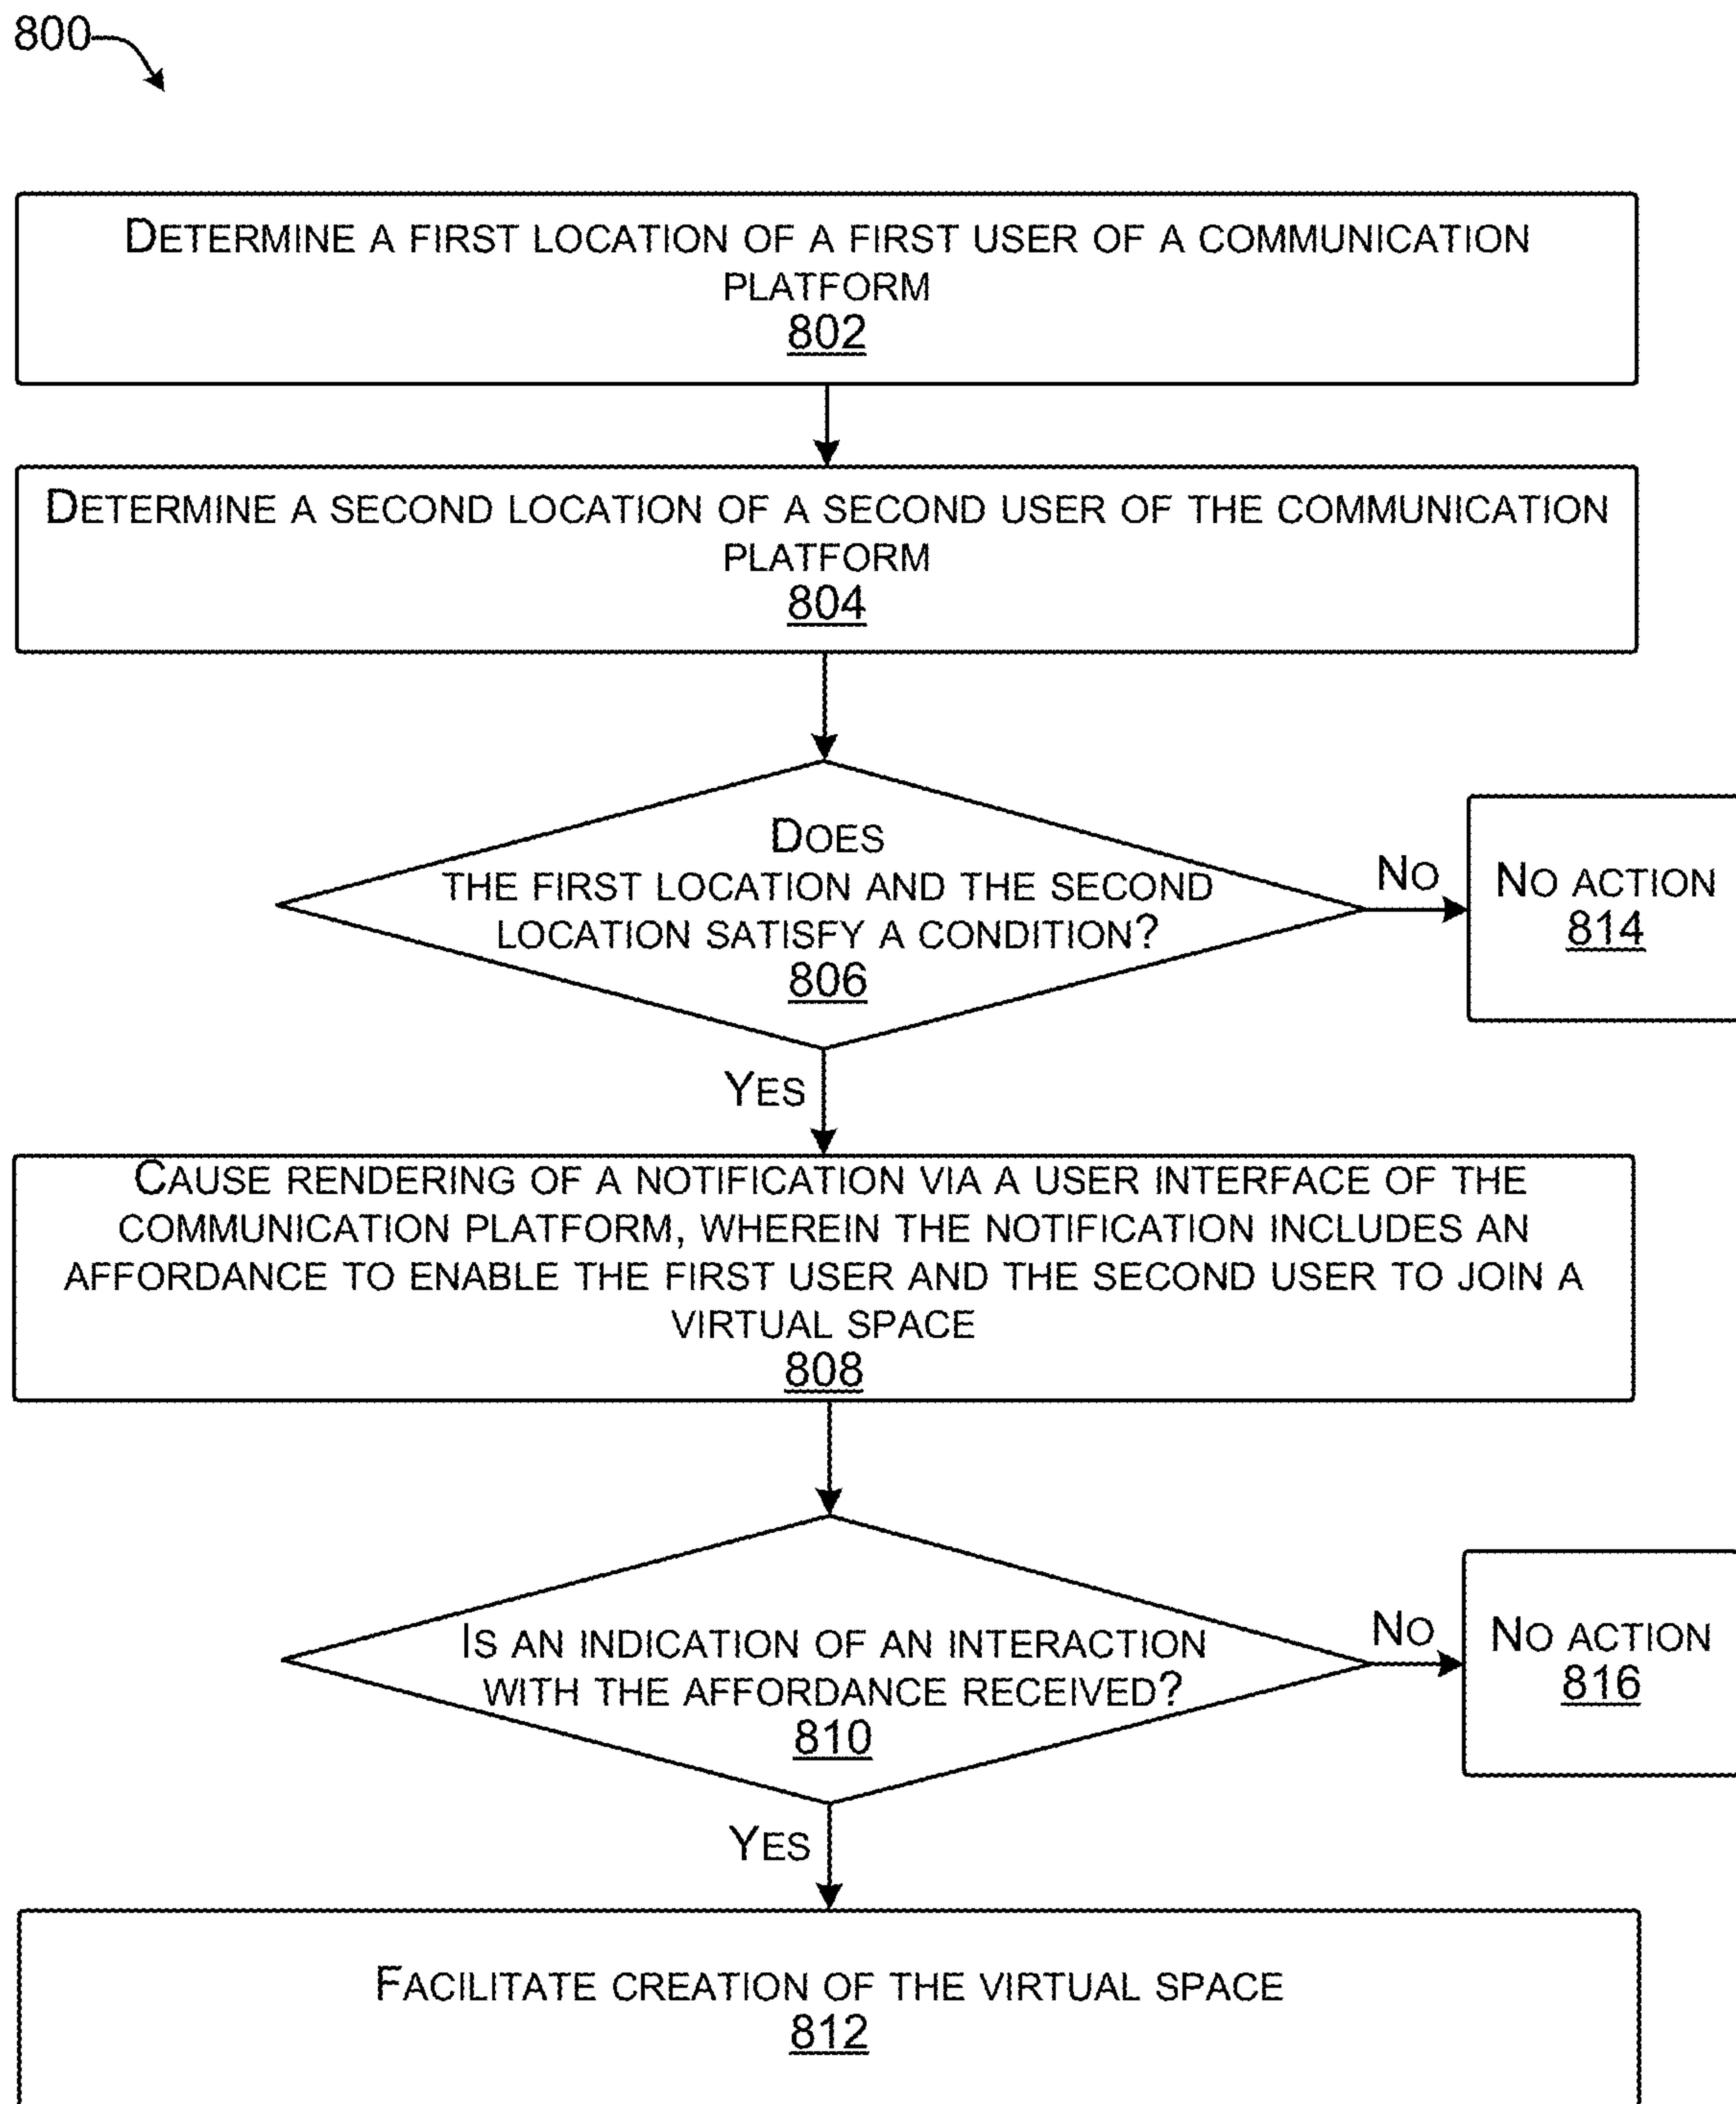 800
DETERMINE A FIRST LOCATION OF A FIRST USER OF A COMMUNICATION
PLATFORM
802
DETERMINE A SECOND LOCATION OF A SECOND USER OF THE COMMUNICATION
PLATFORM
804
DOES
THE FIRST LOCATION AND THE SECOND
LOCATION SATISFY A CONDITION?
806
NO
NO ACTION
814
YES
CAUSE RENDERING OF A NOTIFICATION VIA A USER INTERFACE OF THE
COMMUNICATION PLATFORM, WHEREIN THE NOTIFICATION INCLUDES AN
AFFORDANCE TO ENABLE THE FIRST USER AND THE SECOND USER TO JOIN A
VIRTUAL SPACE
808
IS AN INDICATION OF AN INTERACTION
WITH THE AFFORDANCE RECEIVED?
810
NO
NO ACTION
816
YES
FACILITATE CREATION OF THE VIRTUAL SPACE
812